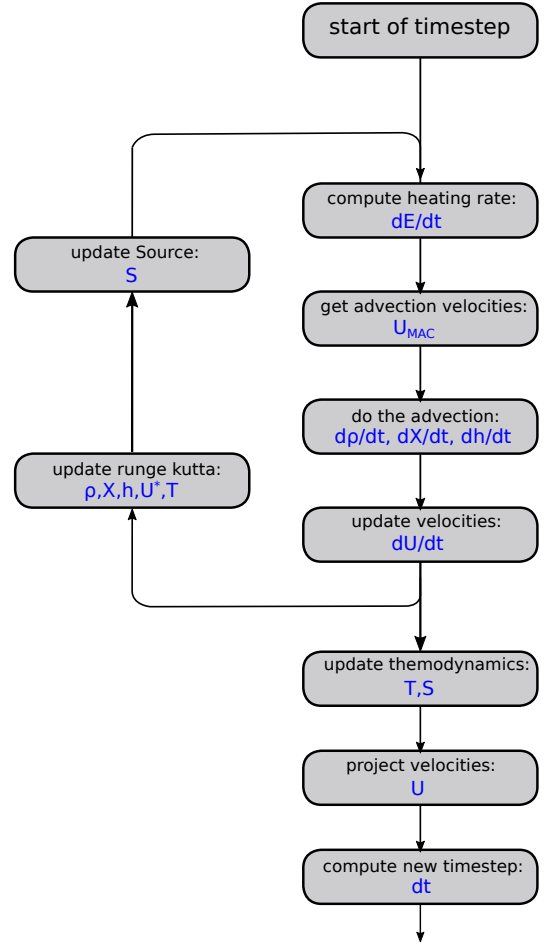 start of timestep
compute heating rate:
dE/dt
update Source:
S
get advection velocities:
U_MAC
do the advection:
dρ/dt, dX/dt, dh/dt
update runge kutta:
ρ,X,h,U*,T
update velocities:
dU/dt
update themodynamics:
T,S
project velocities:
U
compute new timestep:
dt